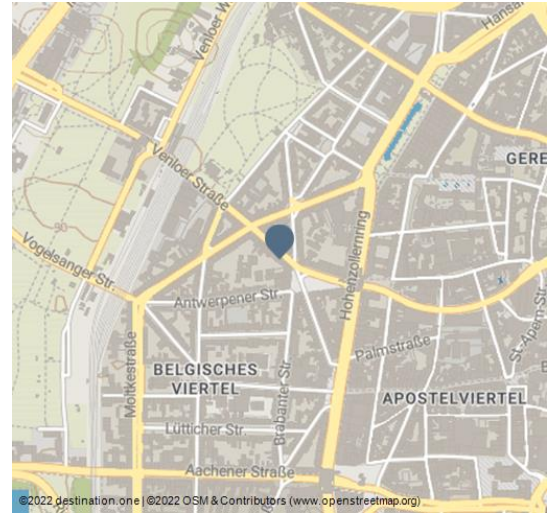 Hansa
Venloer W
GERE
Venloer Straße
Vogelsanger Str.
Hohenzollernring
Antwerpener Str.
St.-Apern-Str.
Moltkestraße
Palmstraße
BELGISCHES
VIERTEL
Brabanter Str.
APOSTELVIERTEL
Lütticher Str.
Aachener Straße
©2022 destination.one | ©2022 OSM & Contributors (www.openstreetmap.org)